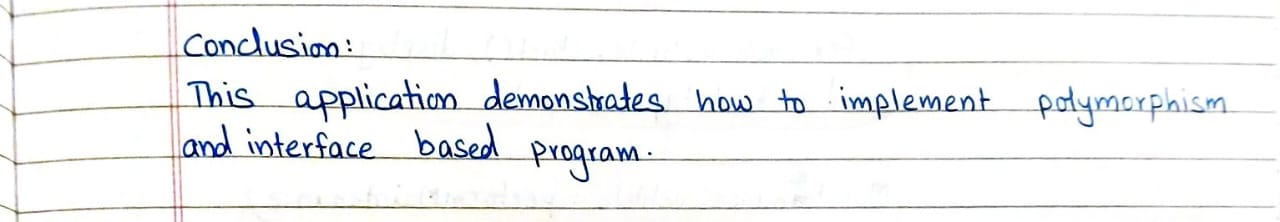 Conclusion:
This application demonstrates how to implement polymorphism
and interface based program.